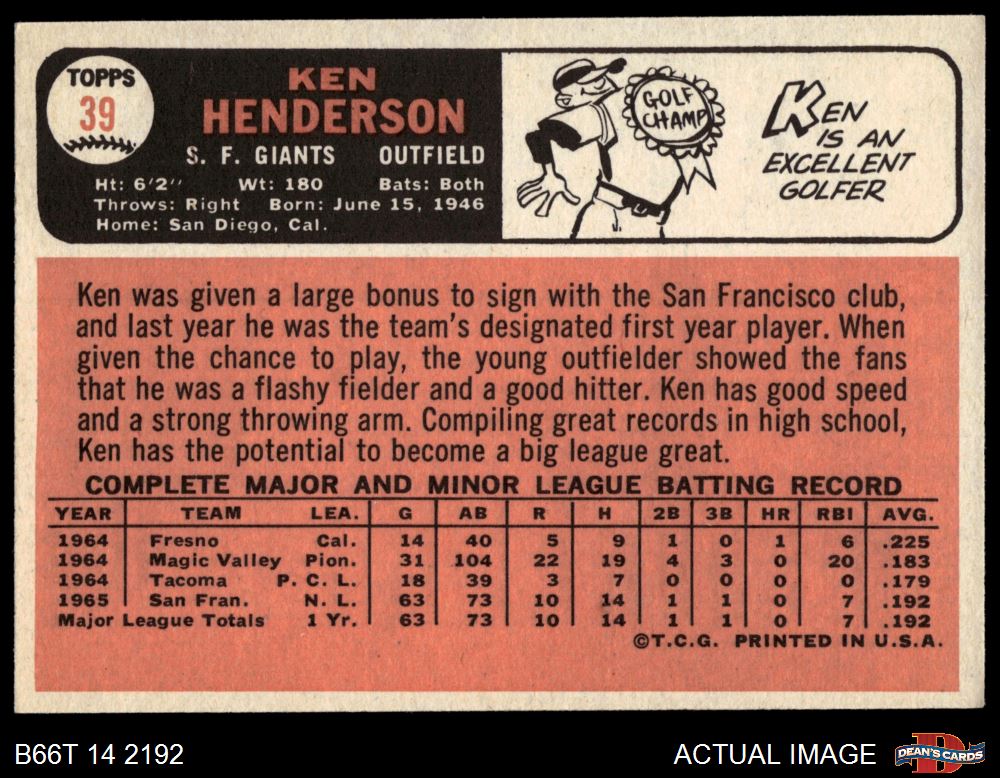 TOPPS
39
KEN
HENDERSON
S. F. GIANTS OUTFIELD
Ht: 6'2" Wt: 180 Bats: Both
Throws: Right Born: June 15, 1946
Home: San Diego, Cal.
GOLF
CHAMP
KEN
IS AN
EXCELLENT
GOLFER
Ken was given a large bonus to sign with the San Francisco club,
and last year he was the team's designated first year player. When
given the chance to play, the young outfielder showed the fans
that he was a flashy fielder and a good hitter. Ken has good speed
and a strong throwing arm. Compiling great records in high school,
Ken has the potential to become a big league great.
COMPLETE MAJOR AND MINOR LEAGUE BATTING RECORD
YEAR TEAM LEA. G AB R H 2B 3B HR RBI AVG.
1964 Fresno Cal. 14 40 5 9 1 0 1 6 .225
1964 Magic Valley Pion. 31 104 22 19 4 3 0 20 .183
1964 Tacoma P. C. L. 18 39 3 7 0 0 0 0 .179
1965 San Fran. N. L. 63 73 10 14 1 1 0 7 .192
Major League Totals 1 Yr. 63 73 10 14 1 1 0 7 .192
©T.C.G. PRINTED IN U.S.A.
B66T 14 2192
ACTUAL IMAGE
DEAN'S CARDS